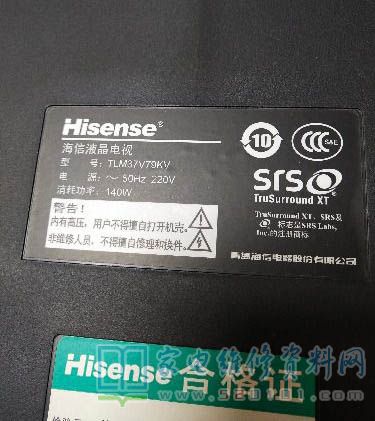 Hisense®
海信液晶电视
型 号: TLM37V79KV
电 源: ～ 50Hz 220V
消耗功率: 140W
10
CCC S&E
SRS
TruSurround XT®
警告!
内有高压, 用户不得擅自打开机壳。
非维修人员、不得擅自修理和换件。
TruSurround XT、SRS及
标志是SRS Labs,
Inc.的注册商标
青岛海信电器股份有限公司
Hisense 合格证
家电维修资料网